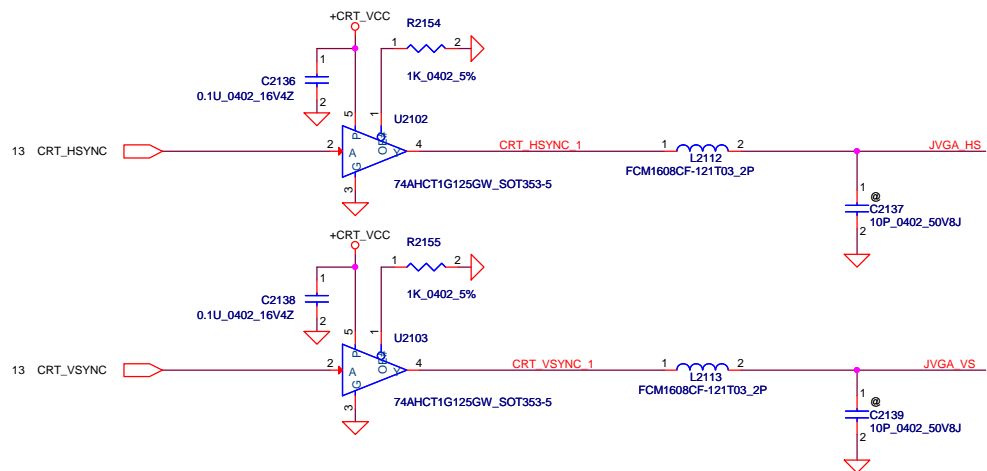 +CRT_VCC
R2154
1
2
1K_0402_5%
1
C2136
0.1U_0402_16V4Z
2
5
1
U2102
P
OE#
13 CRT_HSYNC
2
A
Y
4
G
3
74AHCT1G125GW_SOT353-5
CRT_HSYNC_1
1
2
L2112
FCM1608CF-121T03_2P
JVGA_HS
1
@
C2137
10P_0402_50V8J
2
+CRT_VCC
R2155
1
2
1K_0402_5%
1
C2138
0.1U_0402_16V4Z
2
5
1
U2103
P
OE#
13 CRT_VSYNC
2
A
Y
4
G
3
74AHCT1G125GW_SOT353-5
CRT_VSYNC_1
1
2
L2113
FCM1608CF-121T03_2P
JVGA_VS
1
@
C2139
10P_0402_50V8J
2